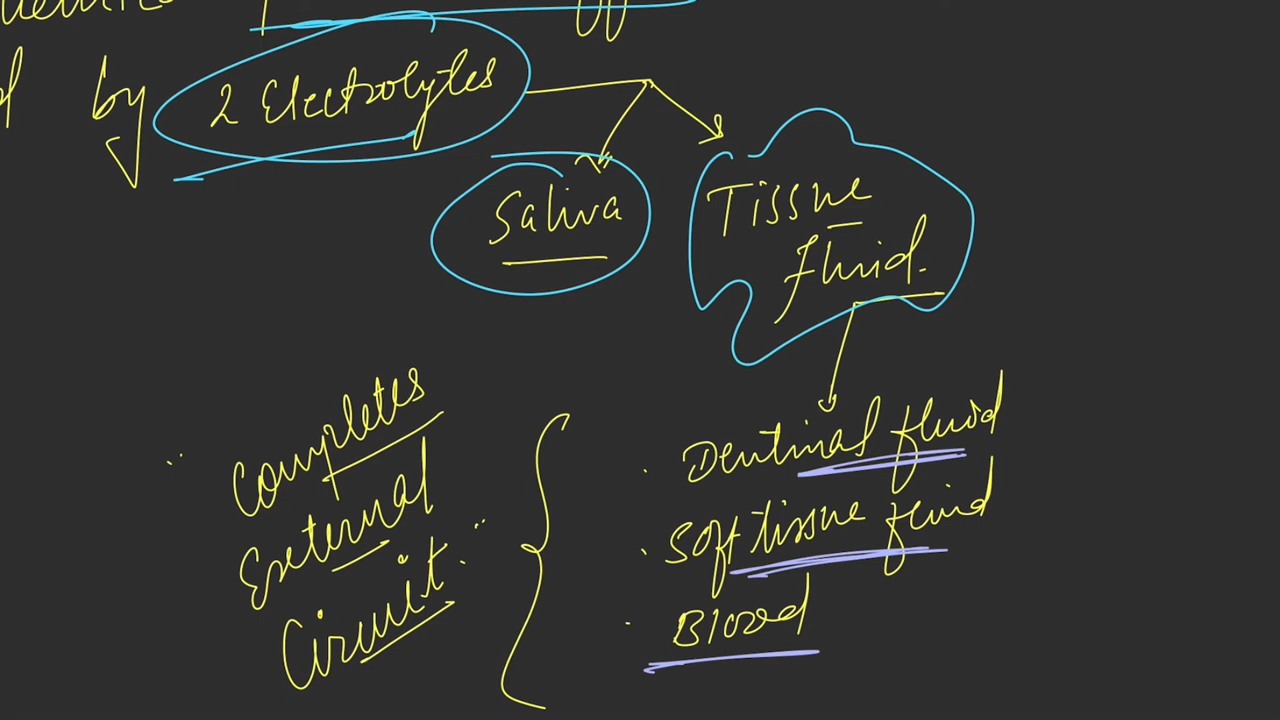 by 2 Electrolytes
Saliva
Tissue
fluid.
Completes
External
Circuit.
· Dentinal fluid
· Soft tissue fluid
· Blood